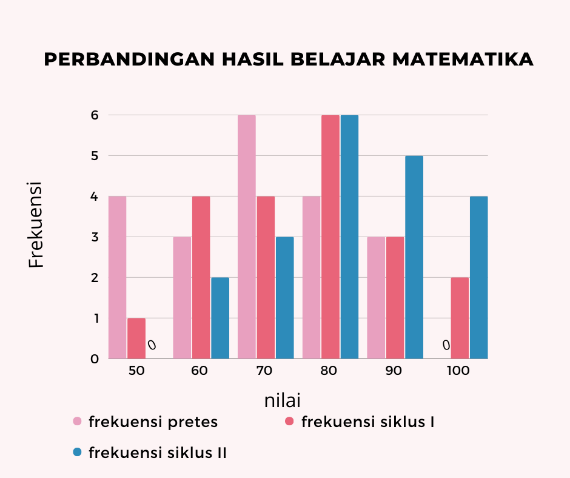 PERBANDINGAN HASIL BELAJAR MATEMATIKA
6
5
4
3
2
1
0
Frekuensi
0 0
50 60 70 80 90 100
nilai
frekuensi pretes frekuensi siklus I
frekuensi siklus II